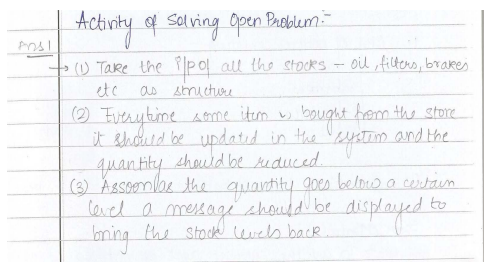 Activity of Solving Open Problem:-
Ans1
→ (1) Take the i/p of all the stocks - oil, filters, brakes
etc as structure
(2) Everytime some item is bought from the store
it should be updated in the system and the
quantity should be reduced.
(3) Assoon as the quantity goes below a certain
level a message should be displayed to
bring the stock levels back.